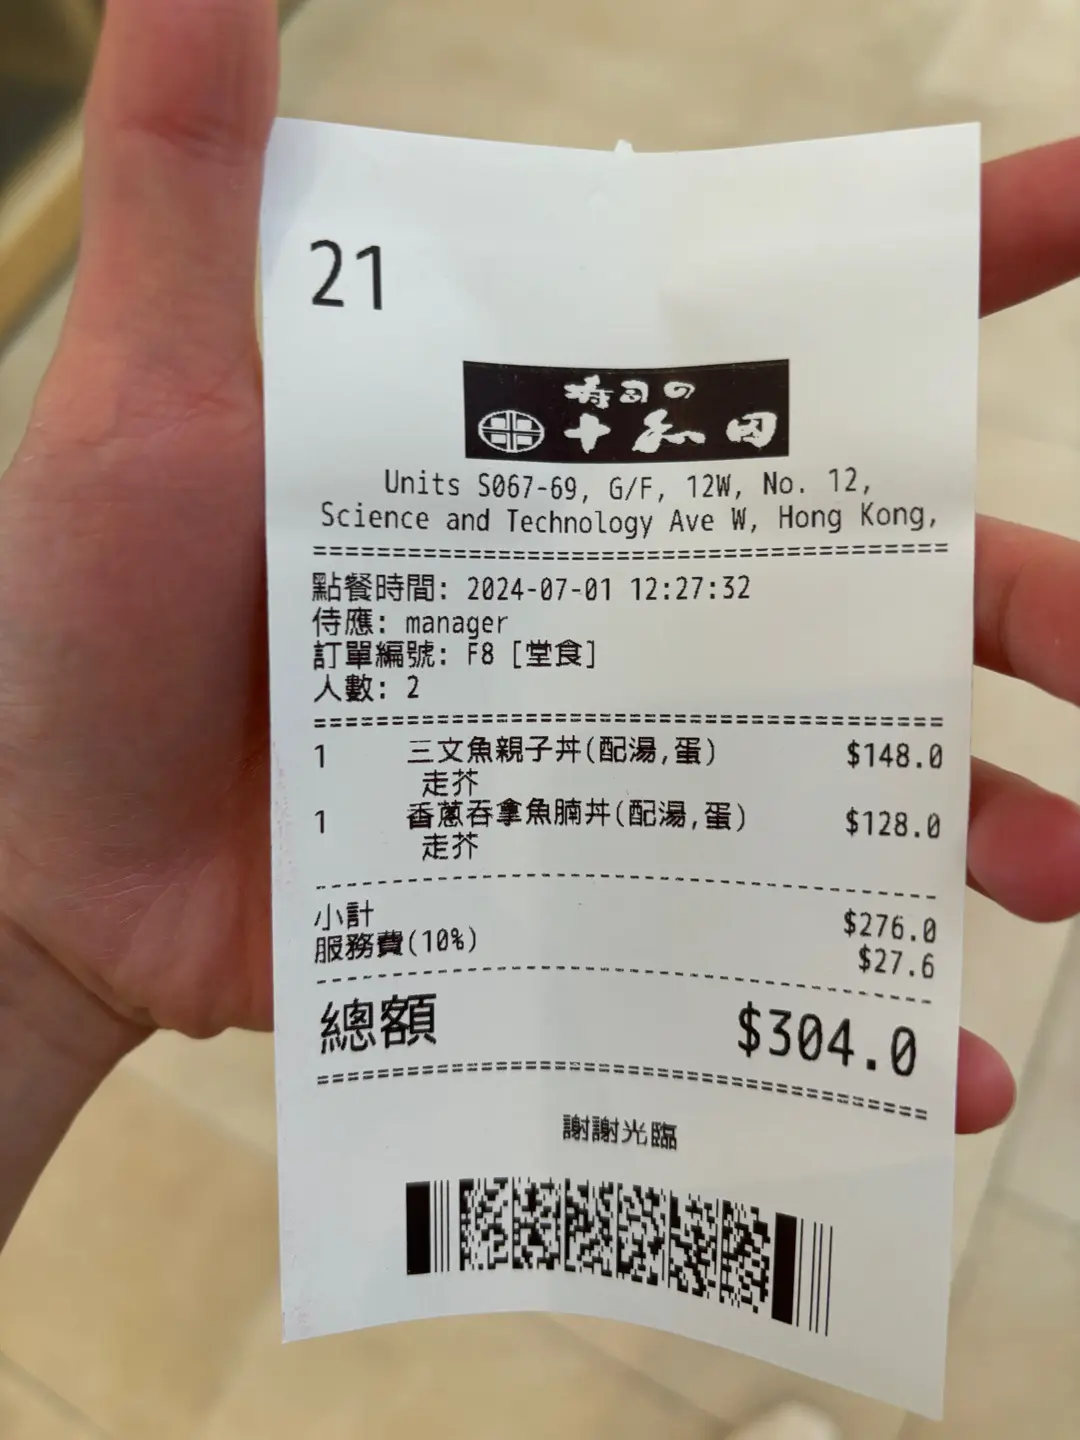 21
寿司の
十和田
Units S067-69, G/F, 12W, No. 12,
Science and Technology Ave W, Hong Kong,
點餐時間: 2024-07-01 12:27:32
侍應: manager
訂單編號: F8 [堂食]
人數: 2
1 三文魚親子丼(配湯,蛋) $148.0
走芥
1 香蔥吞拿魚腩丼(配湯,蛋) $128.0
走芥
小計 $276.0
服務費(10%) $27.6
總額 $304.0
謝謝光臨